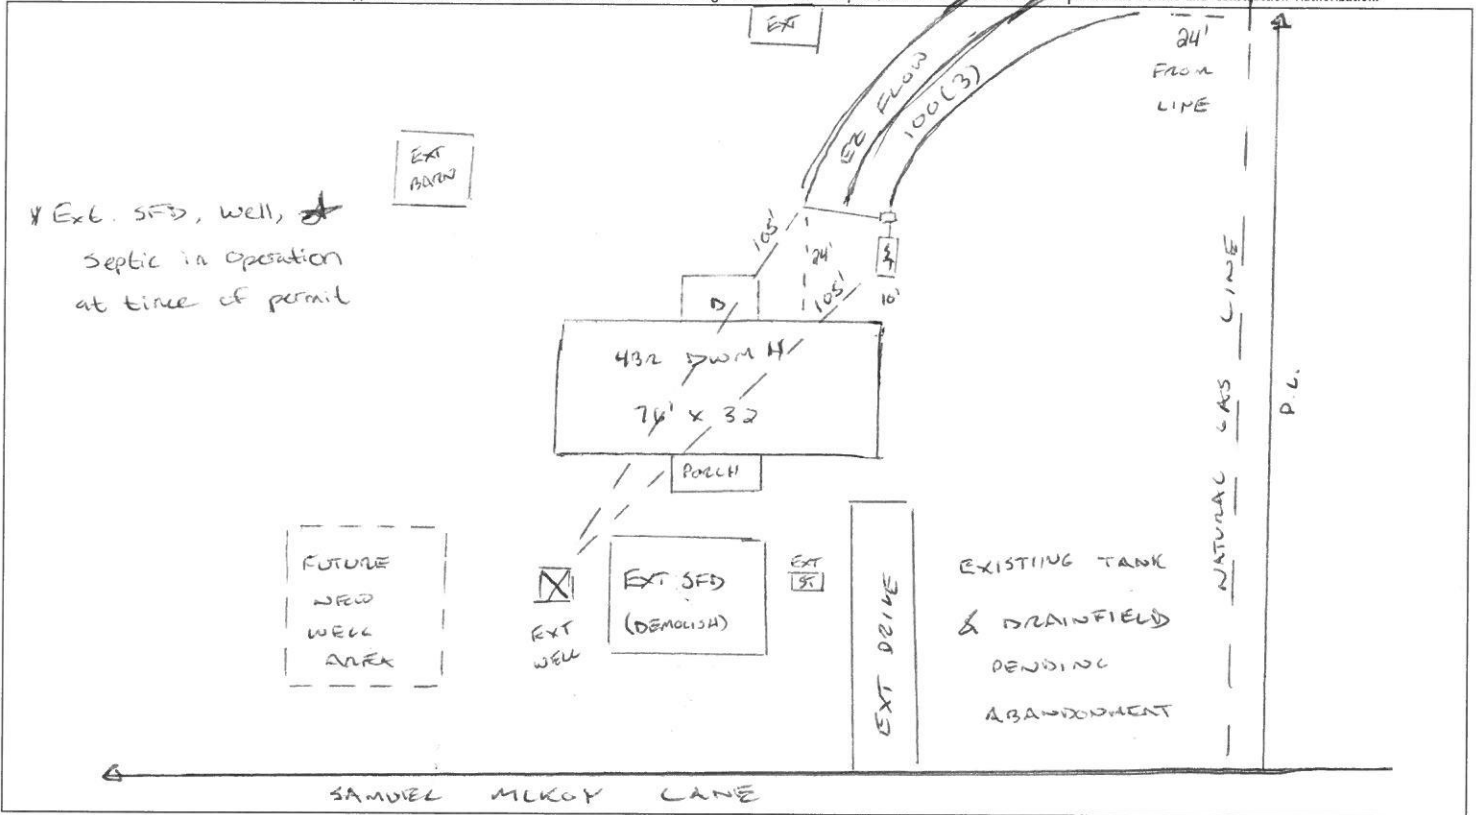 EXT
24'
FROM
LINE
EZ FLOW
100(3)
EXT
BARN
* Ext. SFD, well, &
septic in operation
at time of permit
105'
24'
105'
ST
10'
D
432 DWMH
76' x 32
PORCH
NATURAL GAS LINE
P.L.
FUTURE
WELL
AREA
EXT
WELL
EXT SFD
(DEMOLISH)
EXT
ST
EXT DRIVE
EXISTING TANK
& DRAINFIELD
PENDING
ABANDONMENT
SAMUEL MCKOY LANE